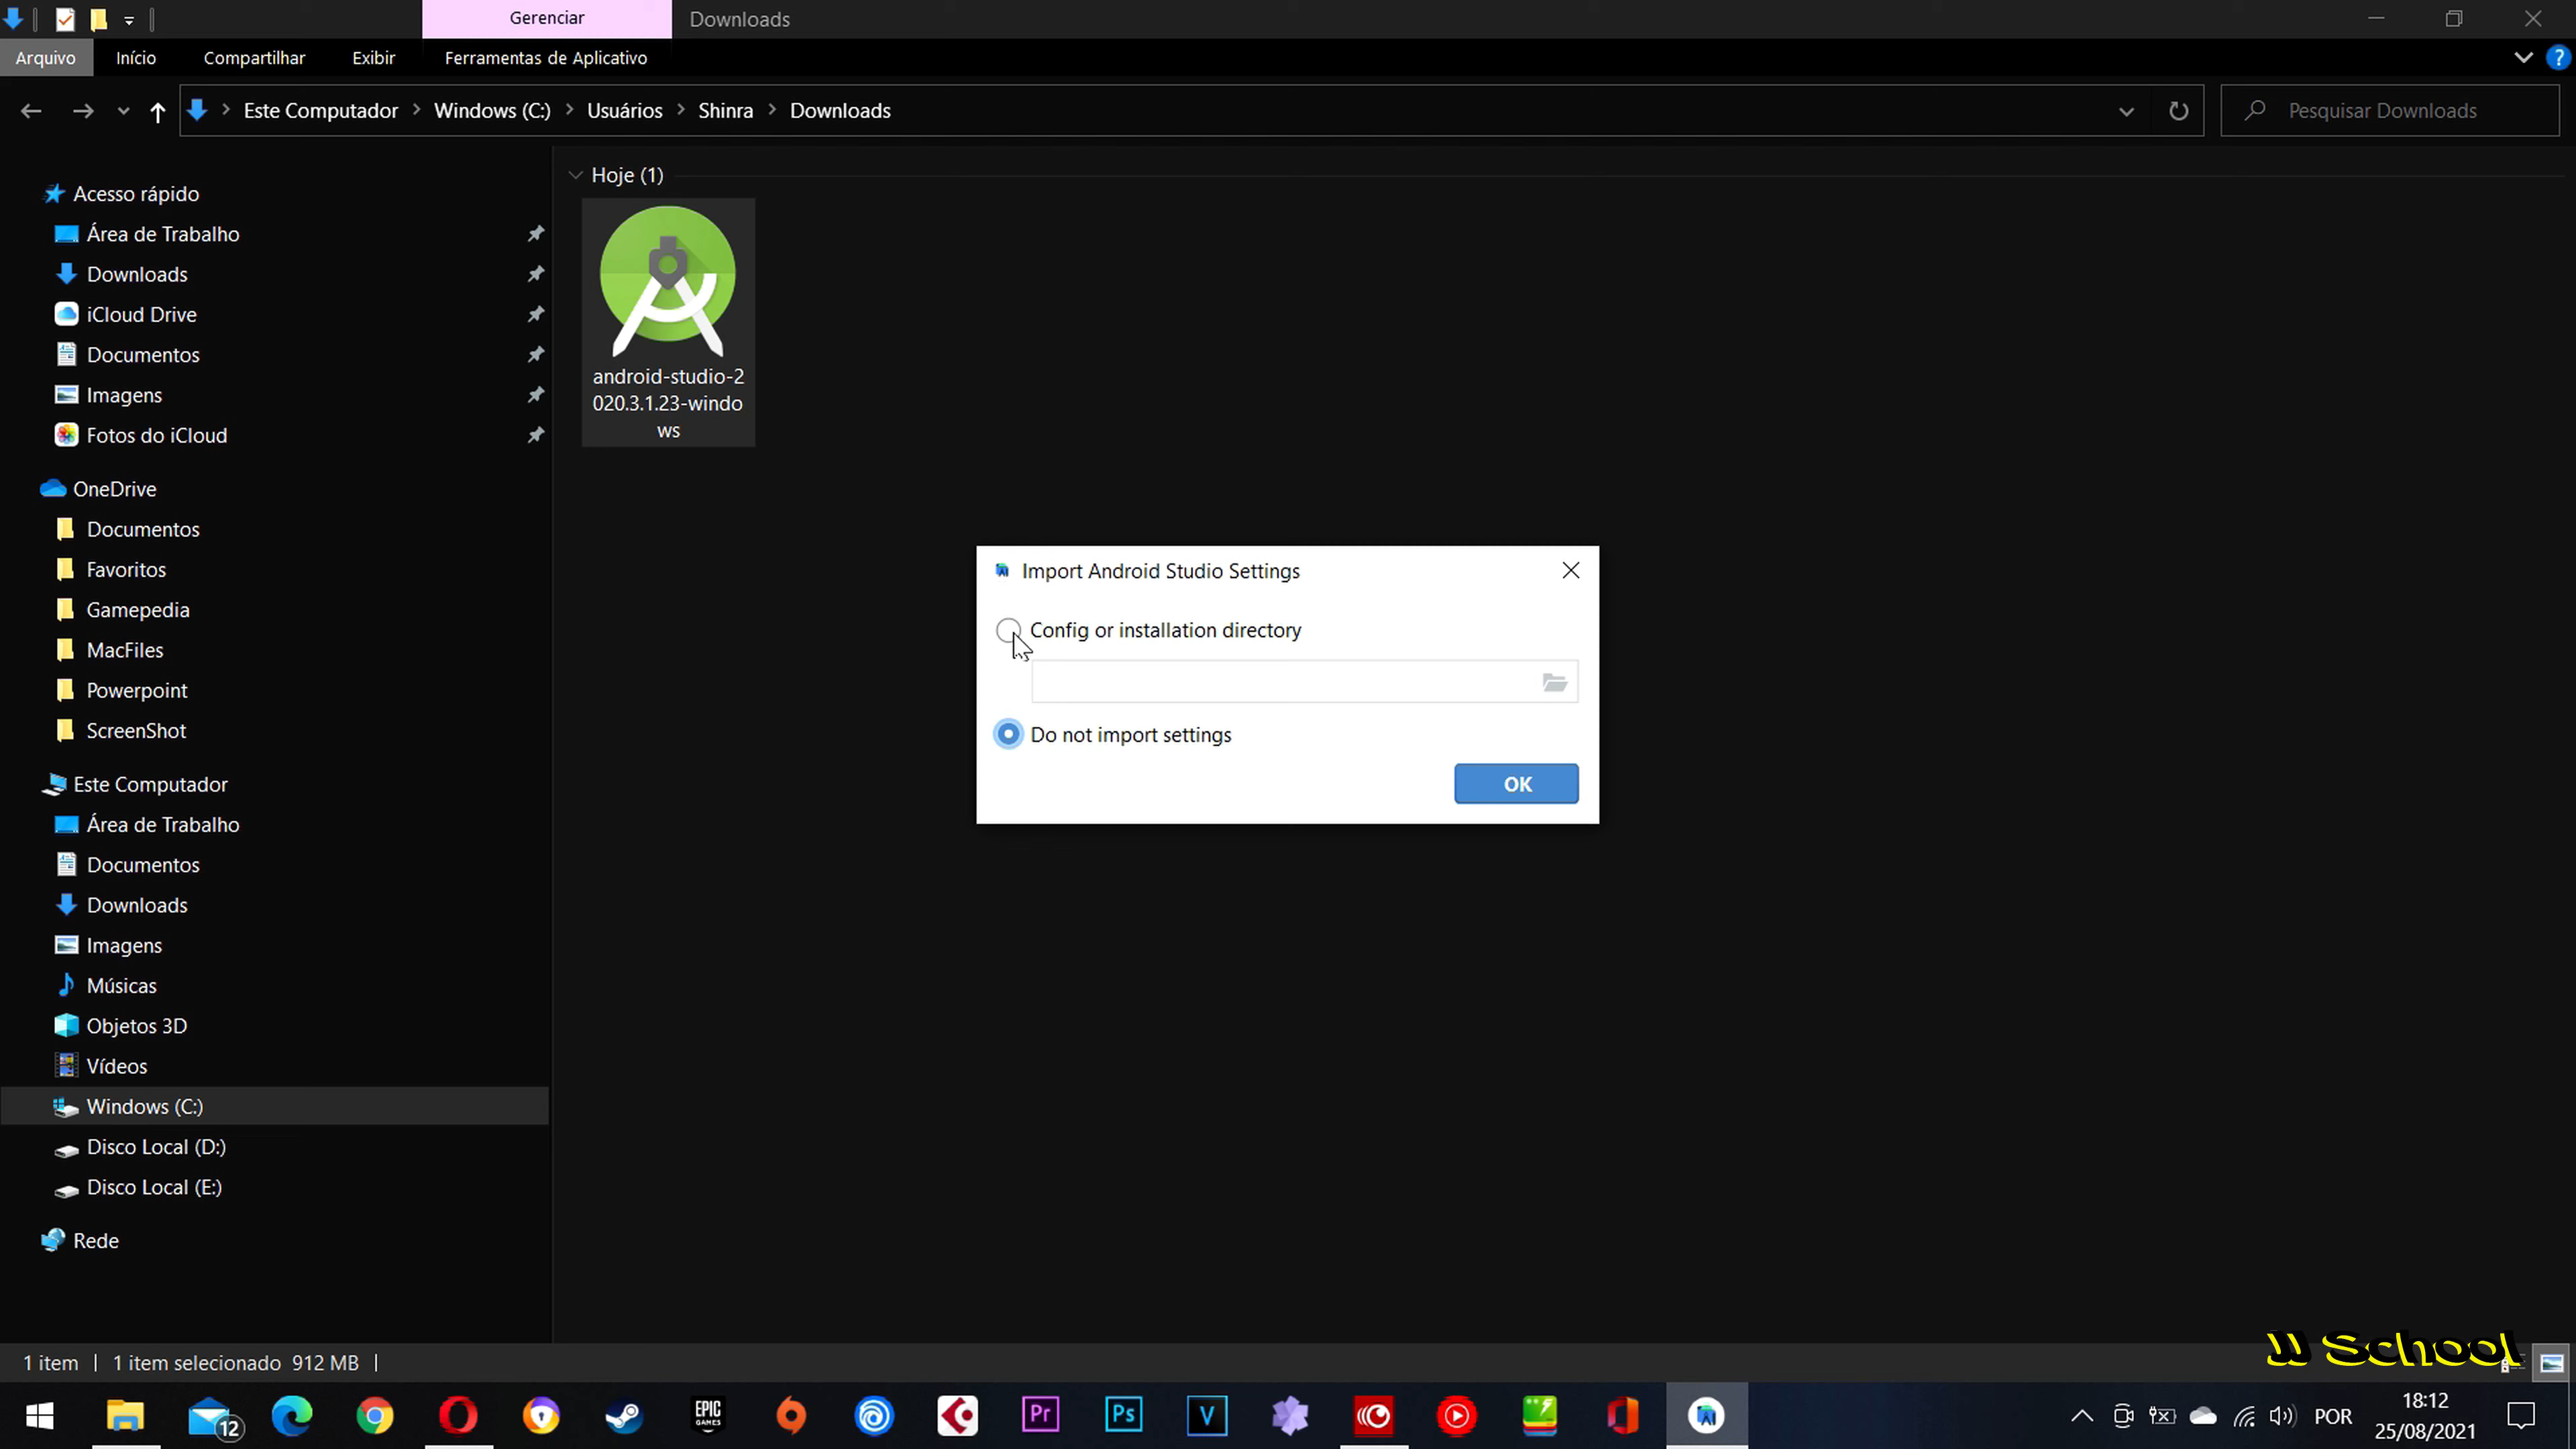 Gerenciar
Downloads
Arquivo
Início
Compartilhar
Exibir
Ferramentas de Aplicativo
?
Este Computador
Windows (C:)
Usuários
Shinra
Downloads
Pesquisar Downloads
Acesso rápido
Área de Trabalho
Downloads
iCloud Drive
Documentos
Imagens
Fotos do iCloud
OneDrive
Documentos
Favoritos
Gamepedia
MacFiles
Powerpoint
ScreenShot
Este Computador
Área de Trabalho
Documentos
Downloads
Imagens
Músicas
Objetos 3D
Vídeos
Windows (C:)
Disco Local (D:)
Disco Local (E:)
Rede
Hoje (1)
android-studio-2
020.3.1.23-windo
ws
Import Android Studio Settings
Config or installation directory
Do not import settings
OK
1 item
1 item selecionado 912 MB
JJ School
12
EPIC
GAMES
Pr
Ps
V
POR
18:12
25/08/2021